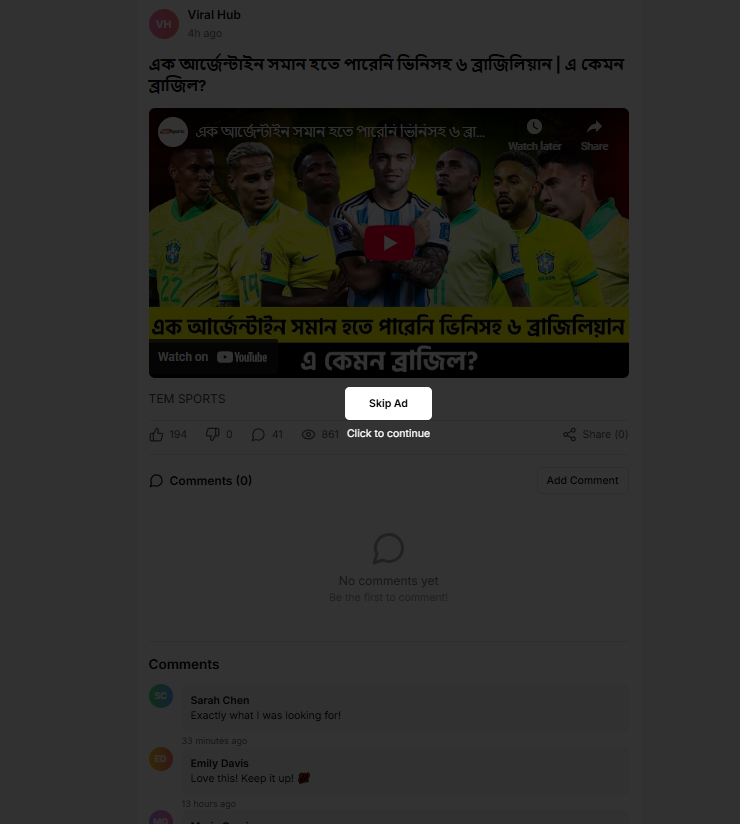 VH
Viral Hub
4h ago
এক আর্জেন্টাইন সমান হতে পারেনি ভিনিসহ ৬ ব্রাজিলিয়ান | এ কেমন
ব্রাজিল?
এক আর্জেন্টাইন সমান হতে পারেনি ভিনিসহ ৬ ব্রা...
Watch later
Share
22
19
11
BRASIL
এক আর্জেন্টাইন সমান হতে পারেনি ভিনিসহ ৬ ব্রাজিলিয়ান
Watch on YouTube
এ কেমন ব্রাজিল?
TEM SPORTS
Skip Ad
194 0 41 861 Share (0)
Click to continue
Comments (0)
Add Comment
No comments yet
Be the first to comment!
Comments
SC
Sarah Chen
Exactly what I was looking for!
33 minutes ago
ED
Emily Davis
Love this! Keep it up!
13 hours ago